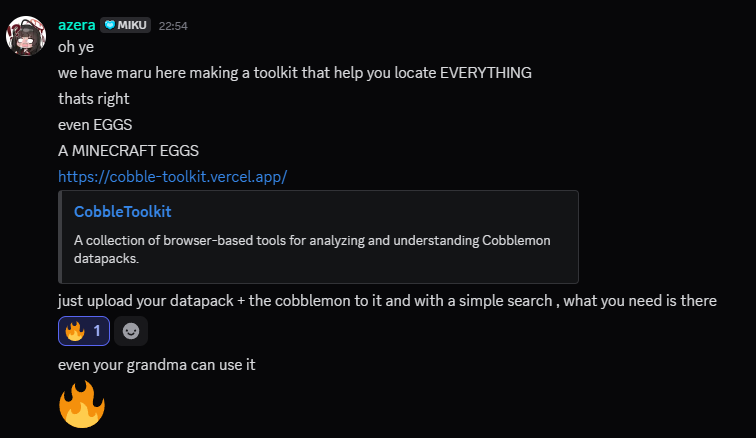 azera MIKU 22:54
oh ye
we have maru here making a toolkit that help you locate EVERYTHING
thats right
even EGGS
A MINECRAFT EGGS
https://cobble-toolkit.vercel.app/
CobbleToolkit
A collection of browser-based tools for analyzing and understanding Cobblemon
datapacks.
just upload your datapack + the cobblemon to it and with a simple search , what you need is there
1
even your grandma can use it